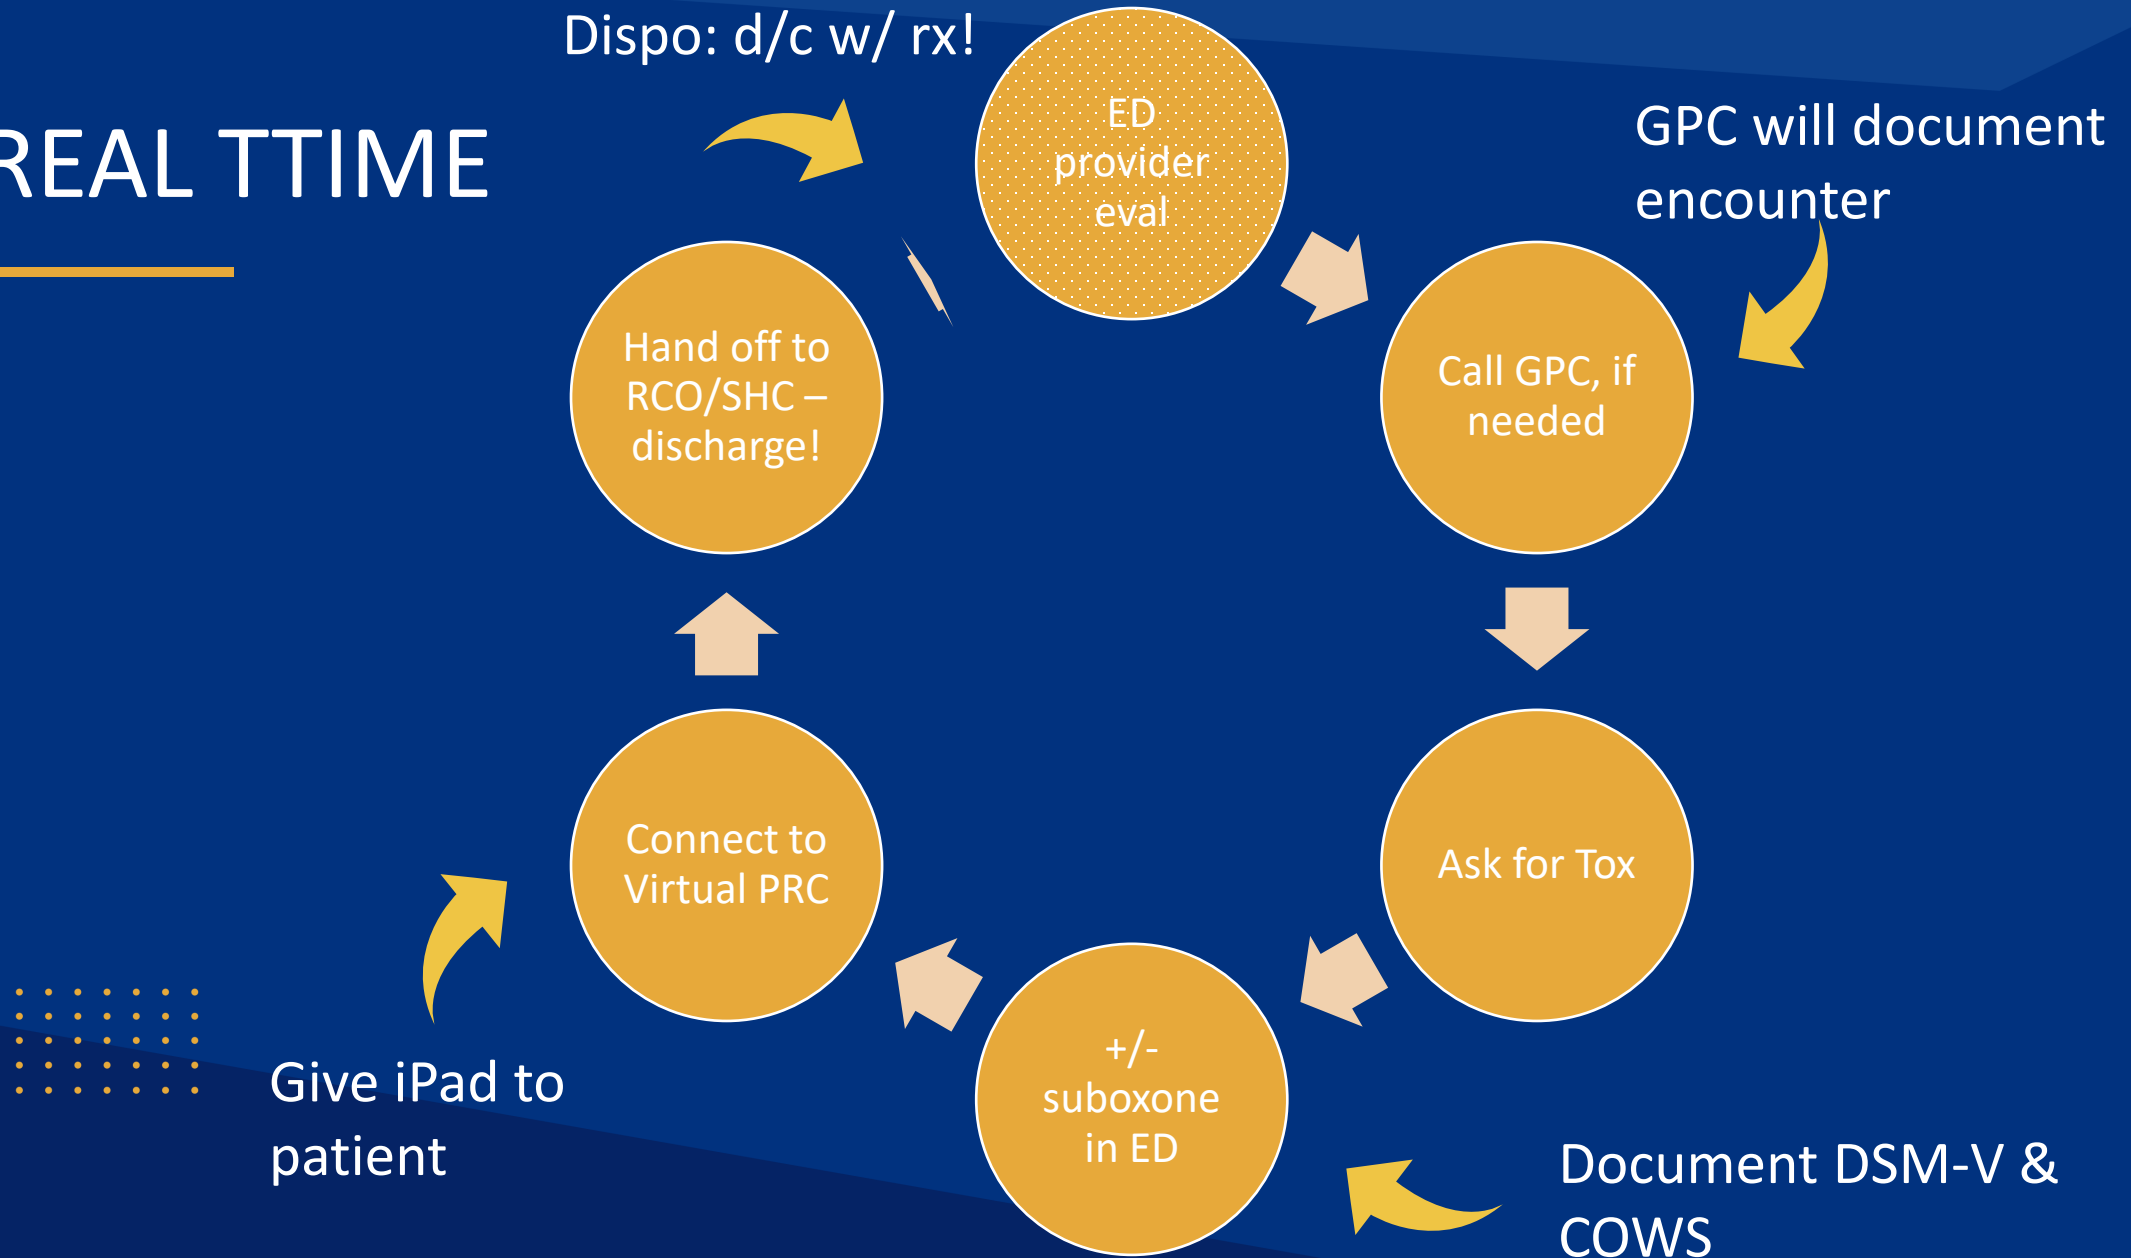 REAL TTIME
Dispo: d/c w/ rx!
ED
provider
eval
GPC will document
encounter
Call GPC, if
needed
Ask for Tox
+/-
suboxone
in ED
Document DSM-V &
COWS
Connect to
Virtual PRC
Give iPad to
patient
Hand off to
RCO/SHC –
discharge!